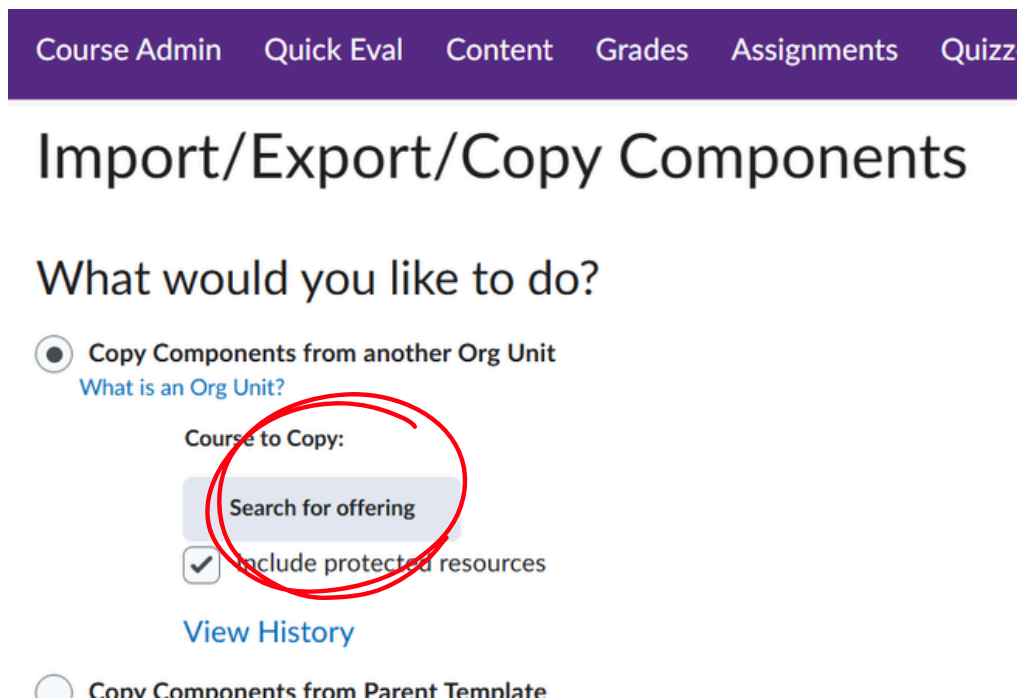 Course Admin Quick Eval Content Grades Assignments Quizz
Import/Export/Copy Components
What would you like to do?
Copy Components from another Org Unit
What is an Org Unit?
Course to Copy:
Search for offering
Include protected resources
View History
Copy Components from Parent Template